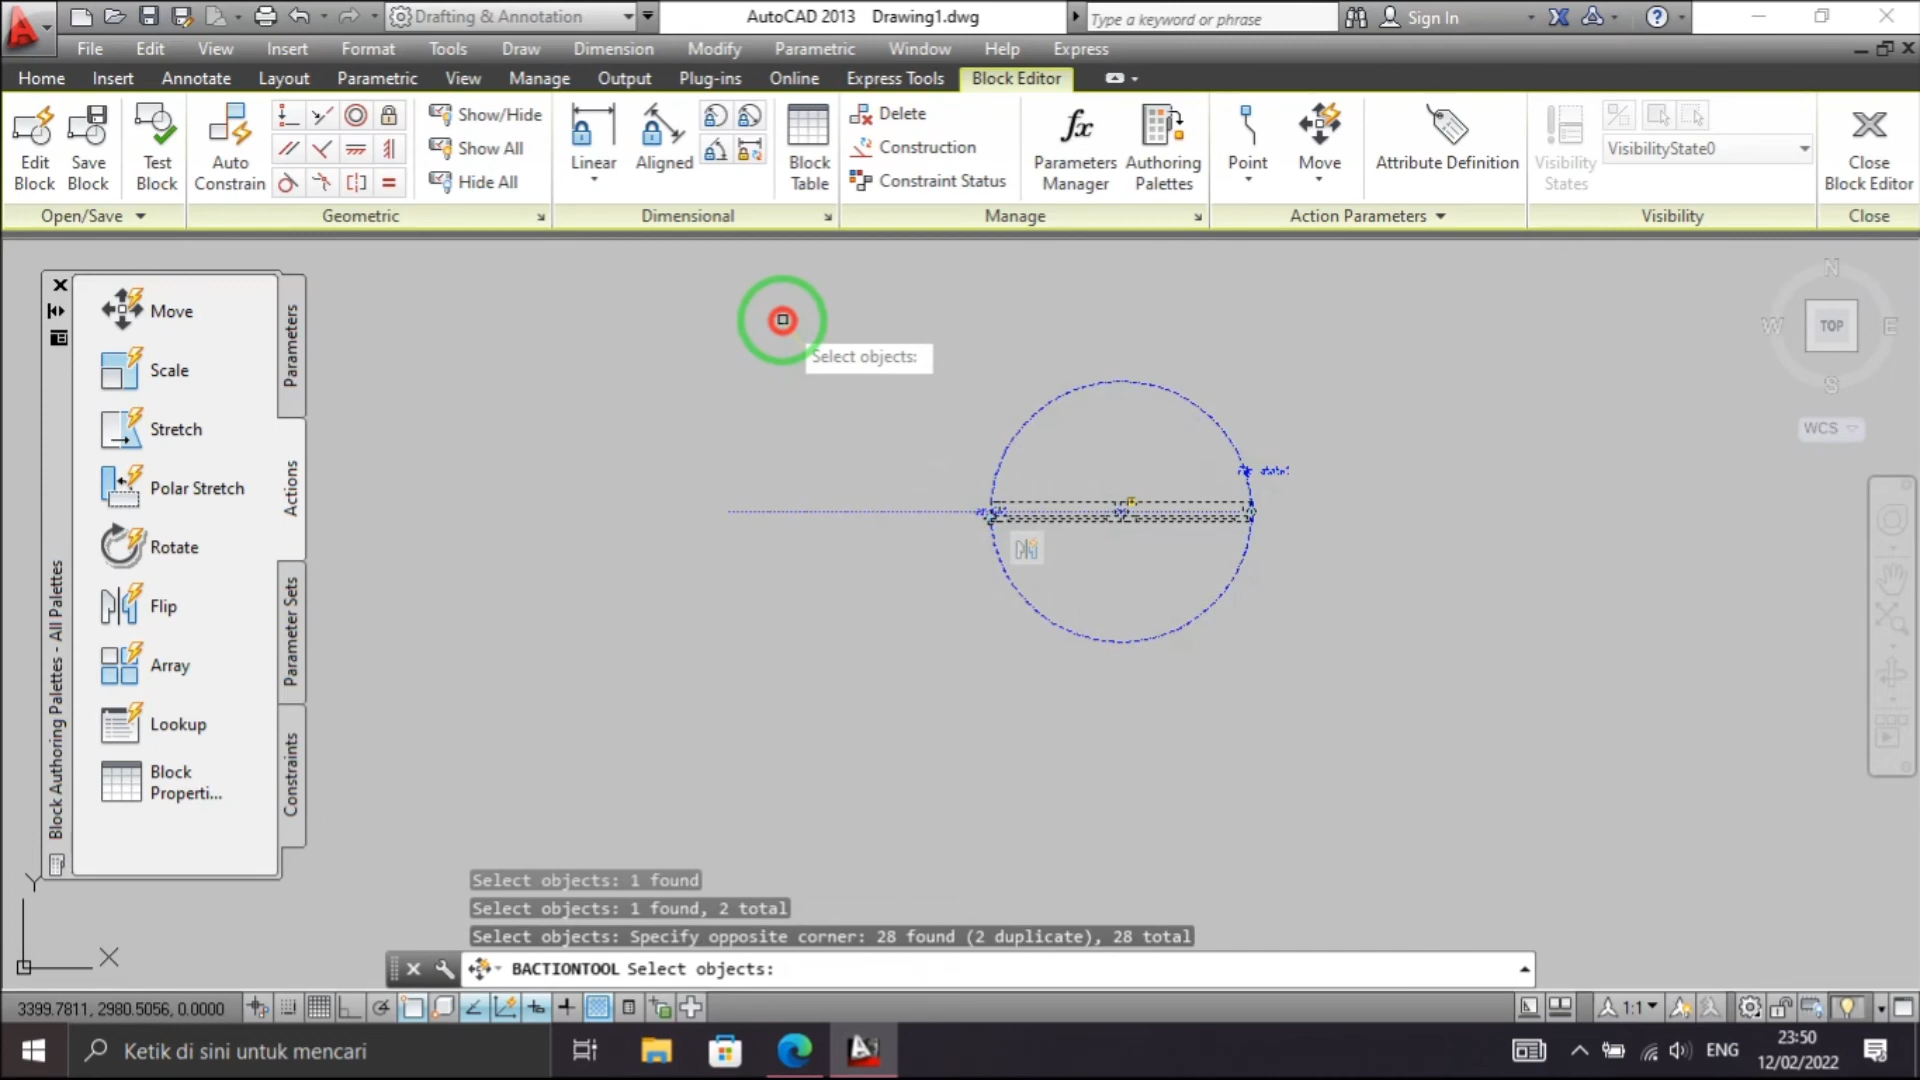 Drafting & Annotation
AutoCAD 2013 Drawing1.dwg
Type a keyword or phrase
Sign In
File Edit View Insert Format Tools Draw Dimension Modify Parametric Window Help Express
Home Insert Annotate Layout Parametric View Manage Output Plug-ins Online Express Tools Block Editor
Edit Block
Save Block
Test Block
Auto Constrain
Show/Hide
Show All
Hide All
Linear
Aligned
Block Table
Delete
Construction
Constraint Status
Parameters Manager
Authoring Palettes
Point
Move
Attribute Definition
Visibility States
VisibilityState0
Close Block Editor
Open/Save Geometric Dimensional Manage Action Parameters Visibility Close
Move
Scale
Stretch
Polar Stretch
Rotate
Flip
Array
Lookup
Block Properti...
Parameters
Actions
Parameter Sets
Constraints
Block Authoring Palettes - All Palettes
Select objects:
N
W TOP E
S
WCS
Y
X
Select objects: 1 found
Select objects: 1 found, 2 total
Select objects: Specify opposite corner: 28 found (2 duplicate), 28 total
BACTIONTOOL Select objects:
3399.7811, 2980.5056, 0.0000
1:1
Ketik di sini untuk mencari
ENG
23:50
12/02/2022